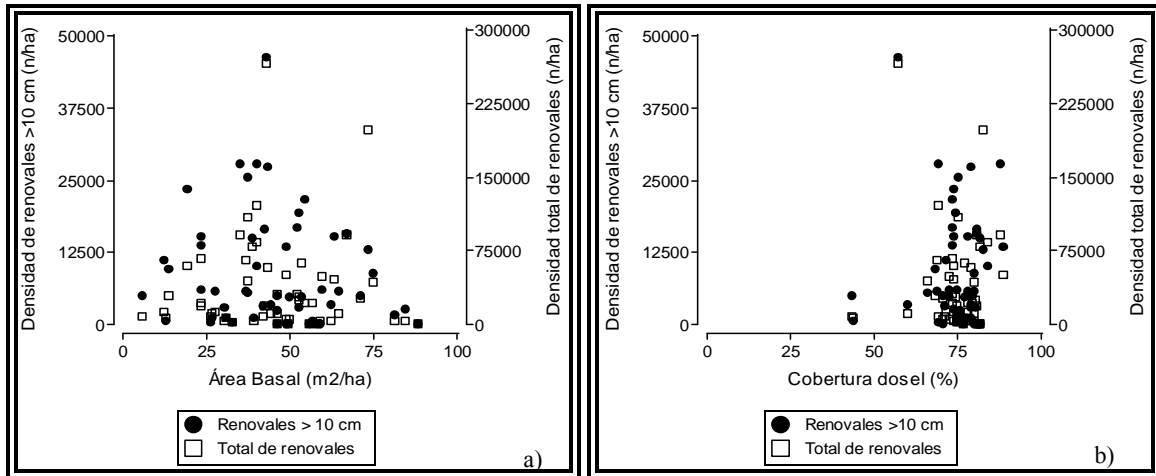 Densidad de renovales >10 cm (n/ha)
50000
37500
25000
12500
0
300000
225000
150000
75000
0
Densidad total de renovales (n/ha)
0 25 50 75 100
Área Basal (m2/ha)
Renovales > 10 cm
Total de renovales
a)
Densidad de renovales >10 cm (n/ha)
50000
37500
25000
12500
0
300000
225000
150000
75000
0
Densidad total de renovales (n/ha)
0 25 50 75 100
Cobertura dosel (%)
Renovales >10 cm
Total de renovales
b)